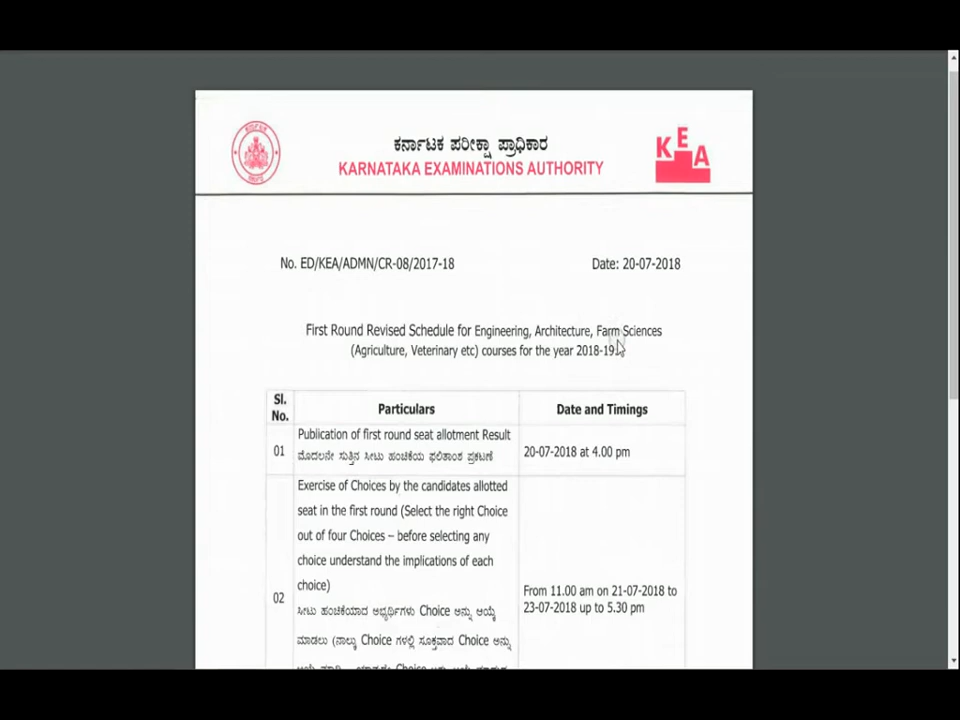 ಕರ್ನಾಟಕ ಪರೀಕ್ಷಾ ಪ್ರಾಧಿಕಾರ
KARNATAKA EXAMINATIONS AUTHORITY
KEA
No. ED/KEA/ADMN/CR-08/2017-18
Date: 20-07-2018
First Round Revised Schedule for Engineering, Architecture, Farm Sciences
(Agriculture, Veterinary etc) courses for the year 2018-19.
Sl. No.
Particulars
Date and Timings
01
Publication of first round seat allotment Result
ಮೊದಲನೇ ಸುತ್ತಿನ ಸೀಟು ಹಂಚಿಕೆಯ ಫಲಿತಾಂಶ ಪ್ರಕಟಣೆ
20-07-2018 at 4.00 pm
02
Exercise of Choices by the candidates allotted
seat in the first round (Select the right Choice
out of four Choices – before selecting any
choice understand the implications of each
choice)
ಸೀಟು ಹಂಚಿಕೆಯಾದ ಅಭ್ಯರ್ಥಿಗಳು Choice ಅನ್ನು ಆಯ್ಕೆ
ಮಾಡಲು (ನಾಲ್ಕು Choice ಗಳಲ್ಲಿ ಸೂಕ್ತವಾದ Choice ಅನ್ನು
From 11.00 am on 21-07-2018 to
23-07-2018 up to 5.30 pm